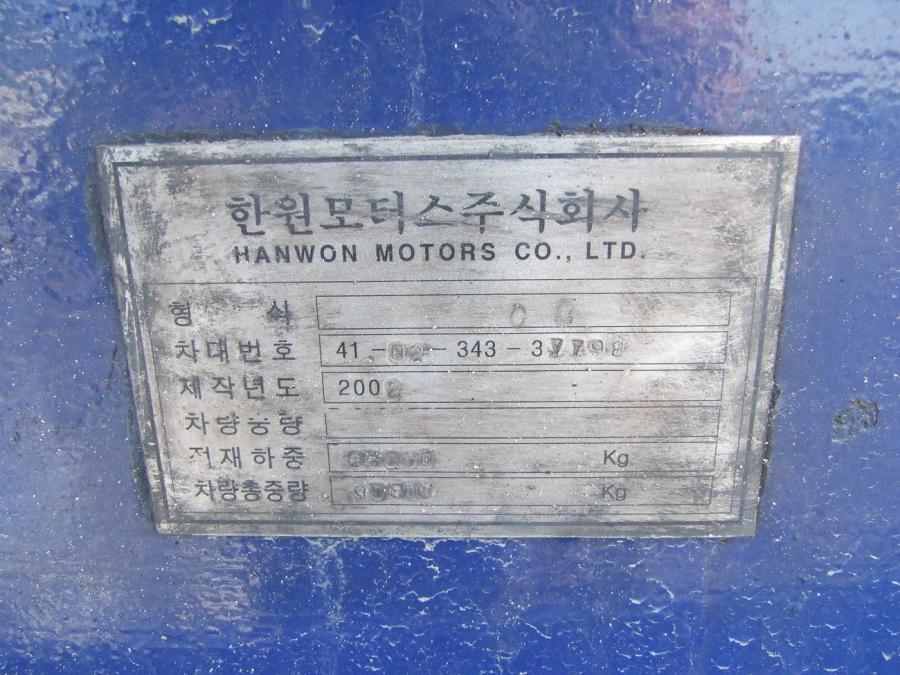 한원모터스주식회사
HANWON MOTORS CO., LTD.
형 식
차대번호 41 - 02 - 343 -
제작년도 2002
차량중량
적재하중 Kg
차량총중량 Kg